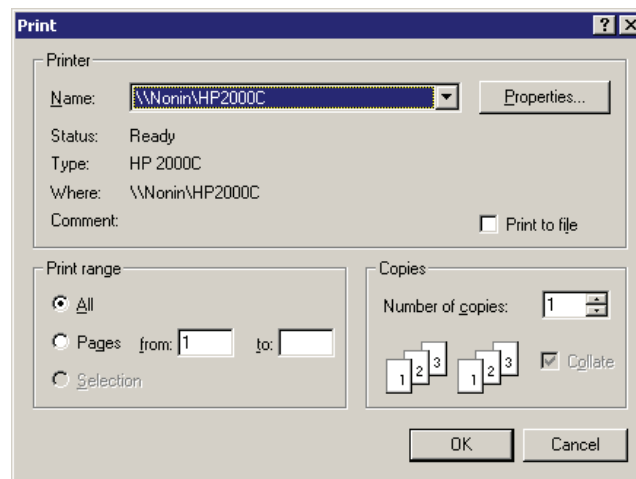 Print
Printer
Name: \\Nonin\HP2000C Properties...
Status: Ready
Type: HP 2000C
Where: \\Nonin\HP2000C
Comment: Print to file
Print range
All
Pages from: 1 to:
Selection
Copies
Number of copies: 1
1 2 3 1 2 3 Collate
OK Cancel